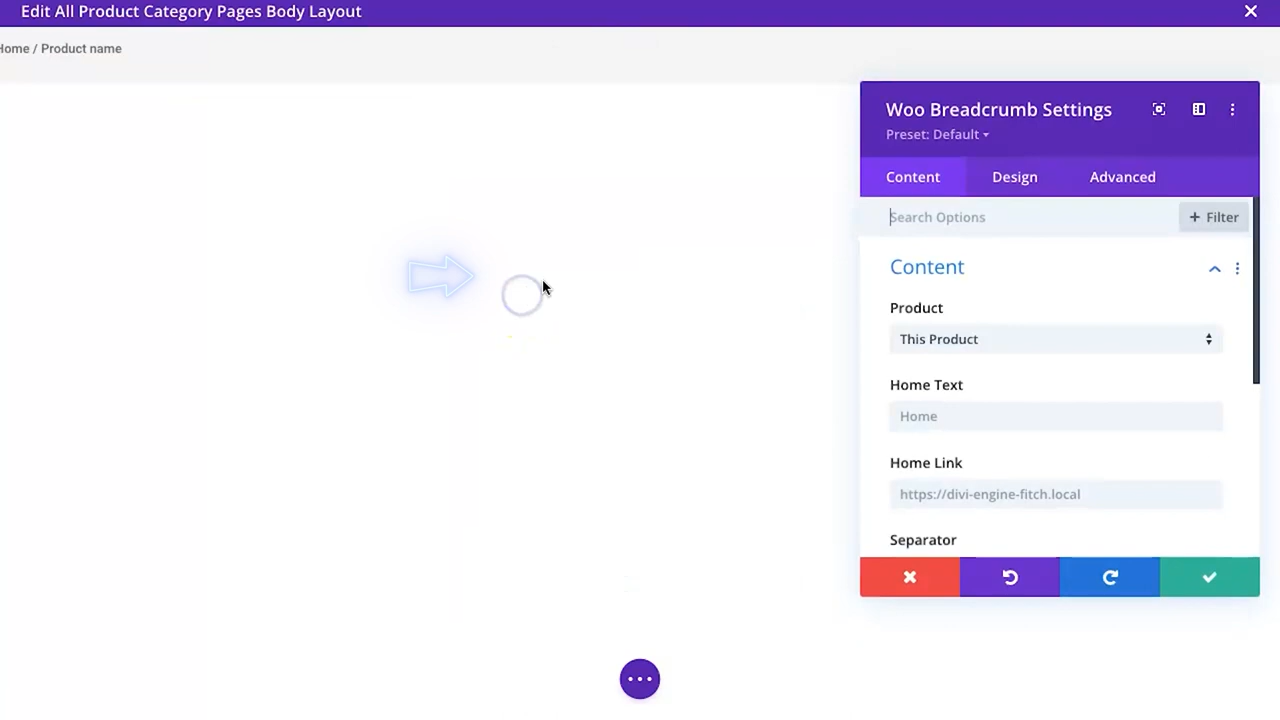 Edit All Product Category Pages Body Layout
Home / Product name
Woo Breadcrumb Settings
Preset: Default
Content Design Advanced
Search Options + Filter
Content
Product
This Product
Home Text
Home
Home Link
https://divi-engine-fitch.local
Separator